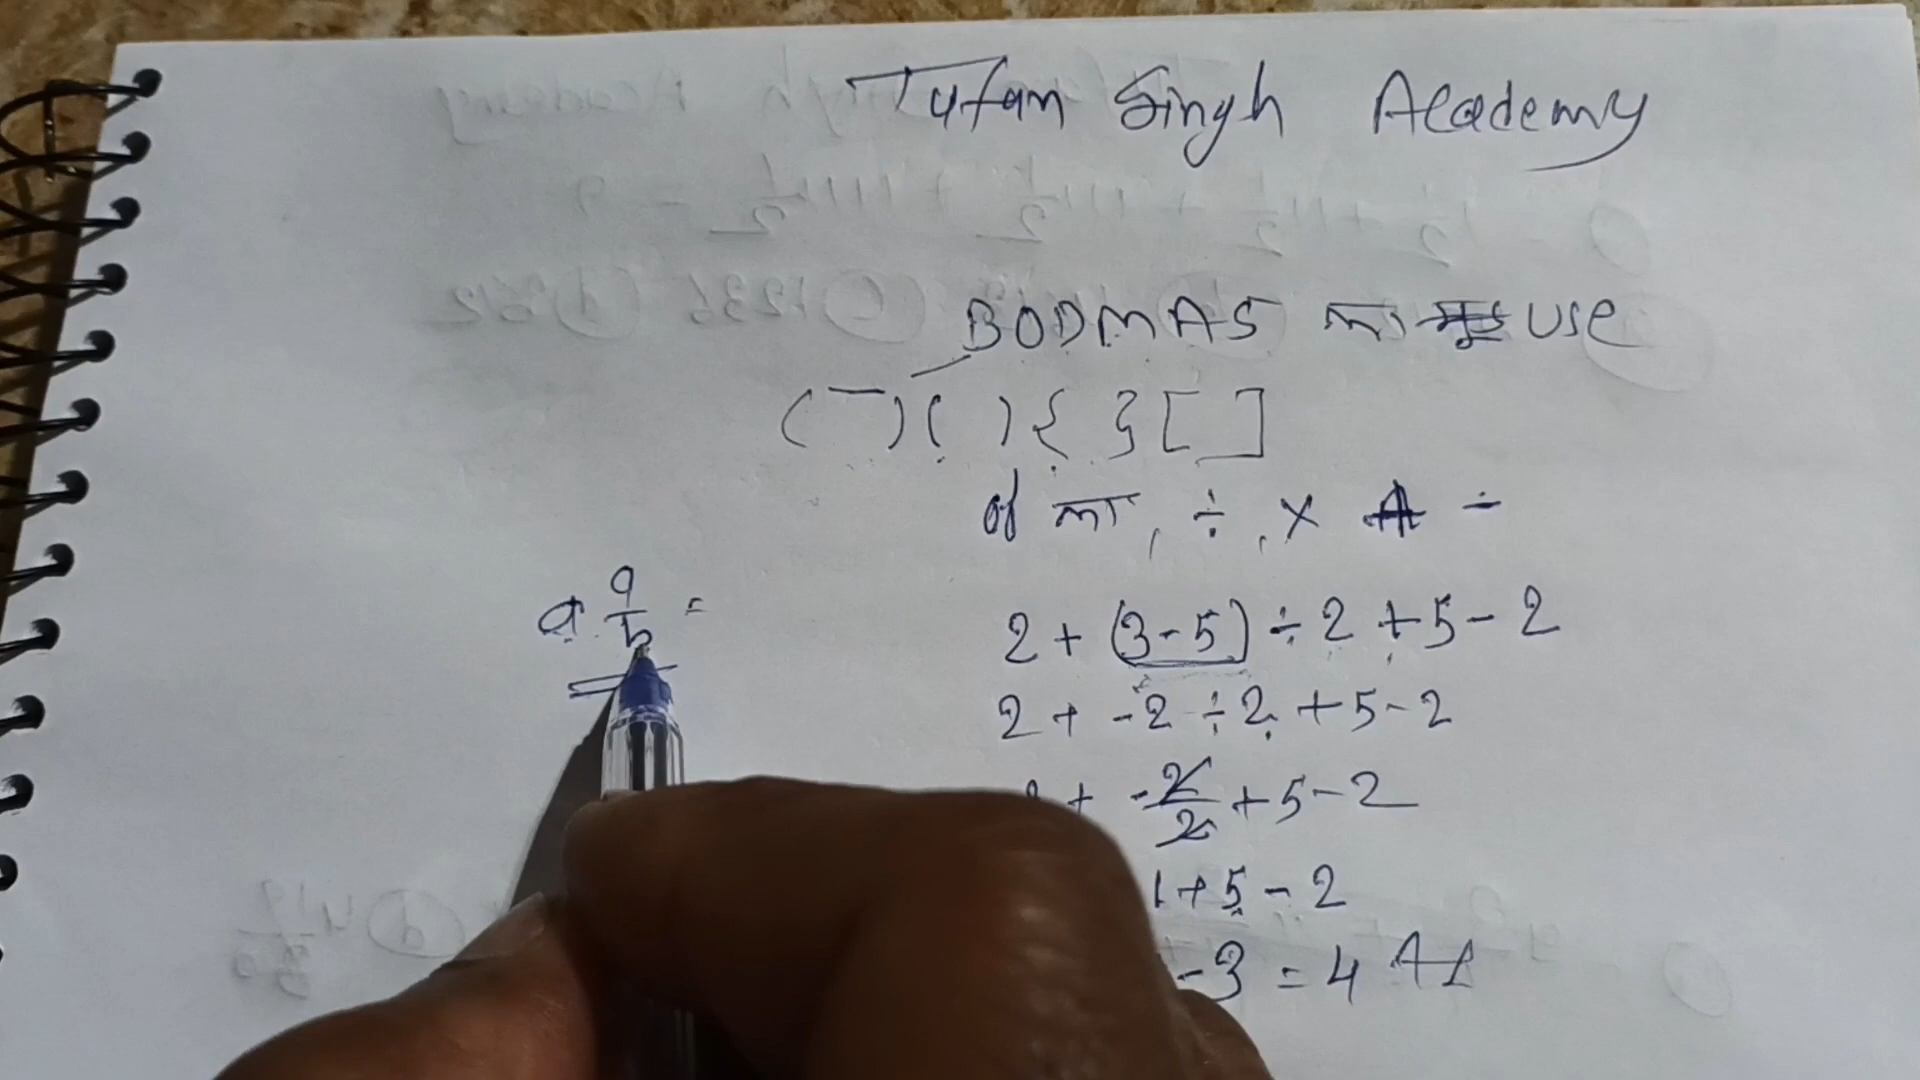 Tufan Singh Academy
BODMAS का use
( ‾ ) ( ) { } [ ]
of का, ÷, × A -
a a/b =
2 + (3-5) ÷ 2 + 5 - 2
2 + -2 ÷ 2 + 5 - 2
+ -2/2 + 5 - 2
1 + 5 - 2
- 3 = 4